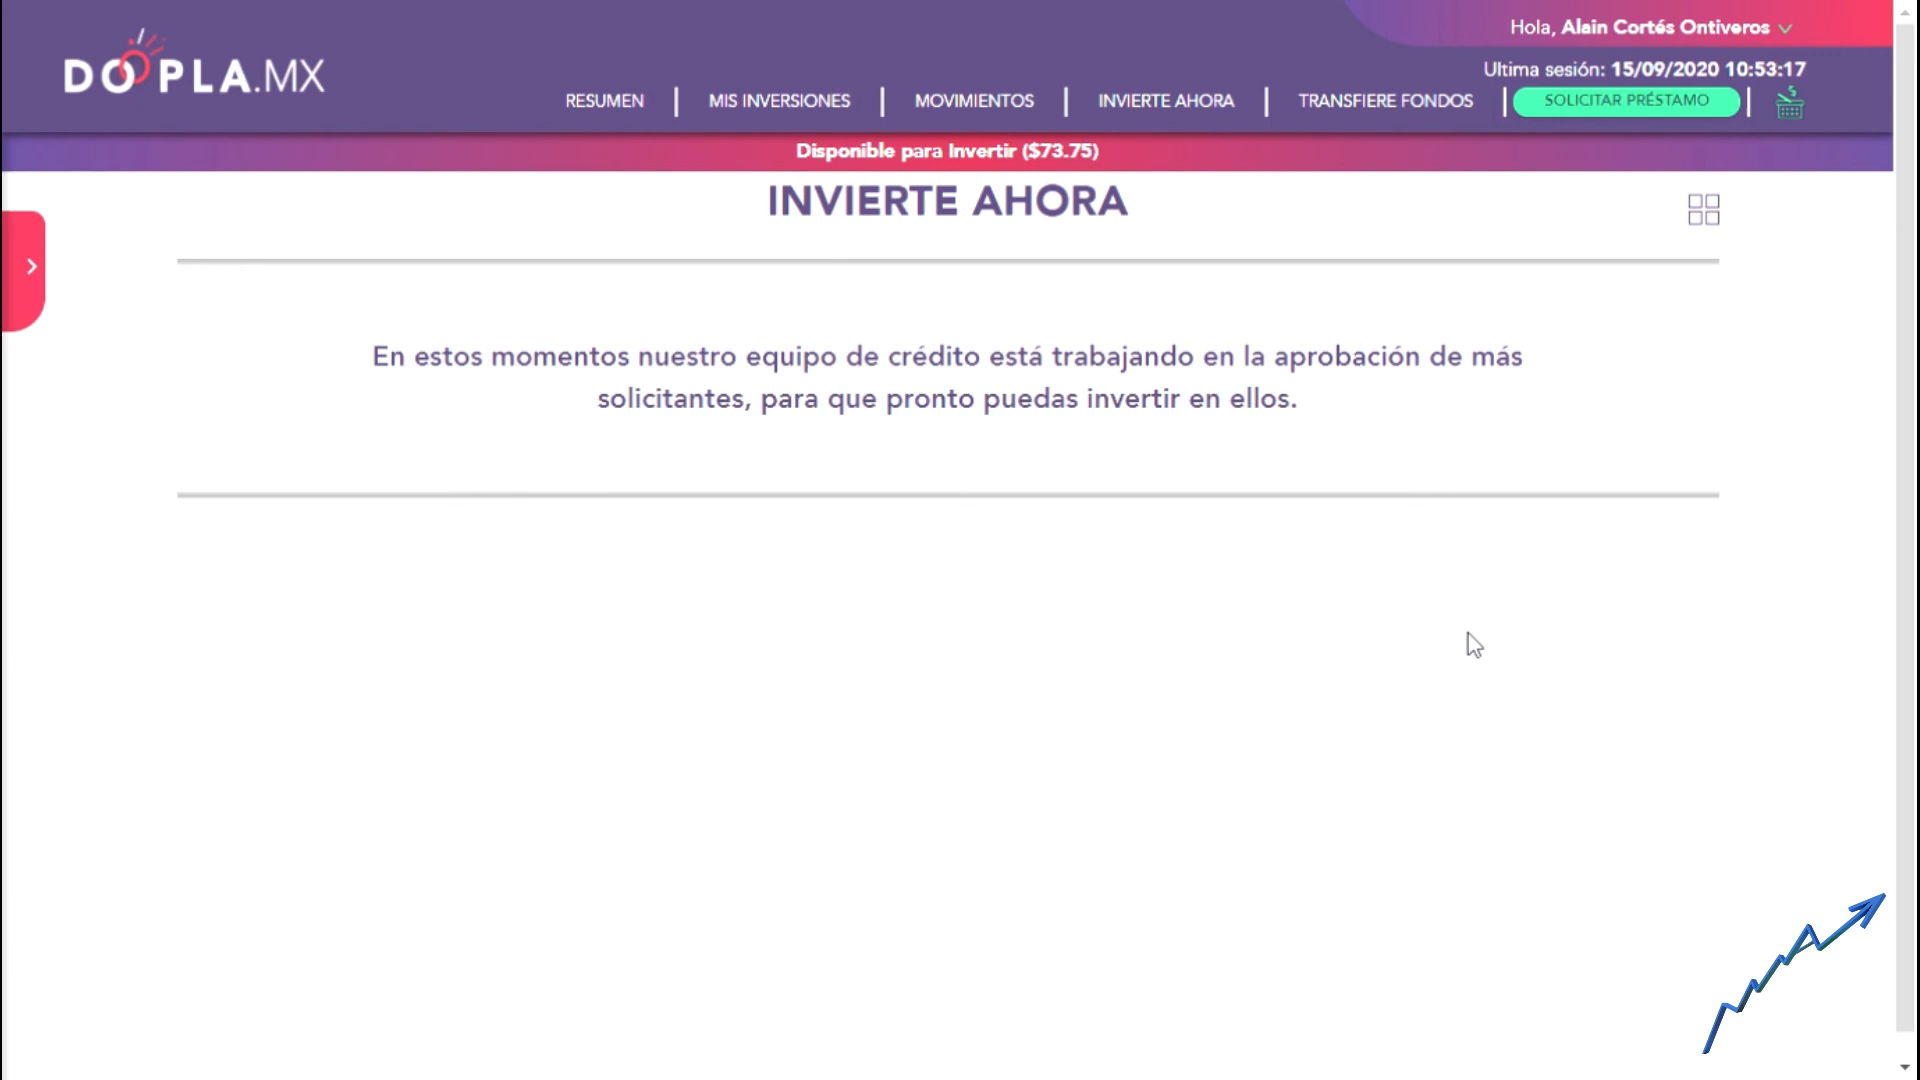 Hola, Alain Cortés Ontiveros
DOOPLA.MX
Ultima sesión: 15/09/2020 10:53:17
RESUMEN | MIS INVERSIONES | MOVIMIENTOS | INVIERTE AHORA | TRANSFIERE FONDOS | SOLICITAR PRÉSTAMO |
Disponible para Invertir ($73.75)
INVIERTE AHORA
En estos momentos nuestro equipo de crédito está trabajando en la aprobación de más
solicitantes, para que pronto puedas invertir en ellos.